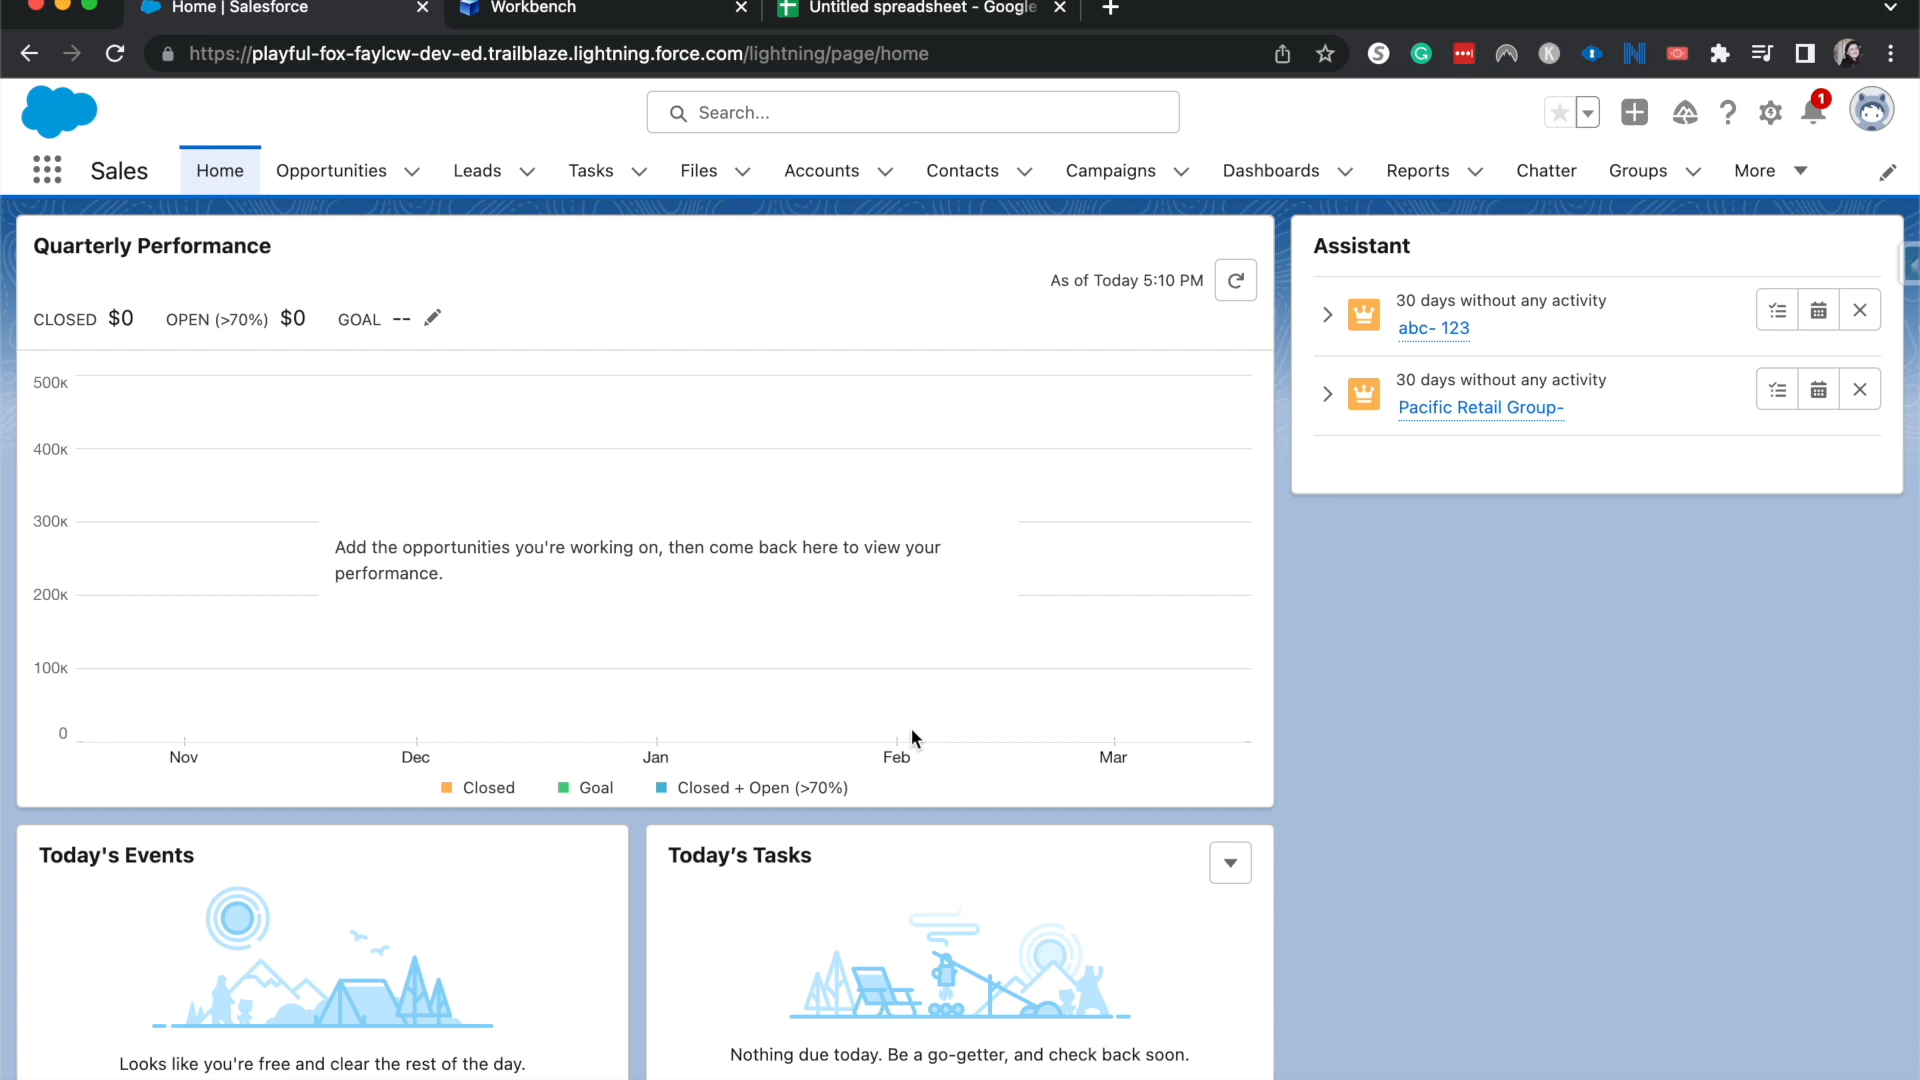 Home | Salesforce
Workbench
Untitled spreadsheet - Google
https://playful-fox-faylcw-dev-ed.trailblaze.lightning.force.com/lightning/page/home
S
G
K
N
Search...
1
Sales
Home
Opportunities
Leads
Tasks
Files
Accounts
Contacts
Campaigns
Dashboards
Reports
Chatter
Groups
More
Quarterly Performance
As of Today 5:10 PM
CLOSED $0 OPEN (>70%) $0 GOAL --
500K
400K
300K
Add the opportunities you're working on, then come back here to view your
performance.
200K
100K
0
Nov Dec Jan Feb Mar
Closed Goal Closed + Open (>70%)
Assistant
30 days without any activity
abc- 123
30 days without any activity
Pacific Retail Group-
Today's Events
Looks like you're free and clear the rest of the day.
Today’s Tasks
Nothing due today. Be a go-getter, and check back soon.